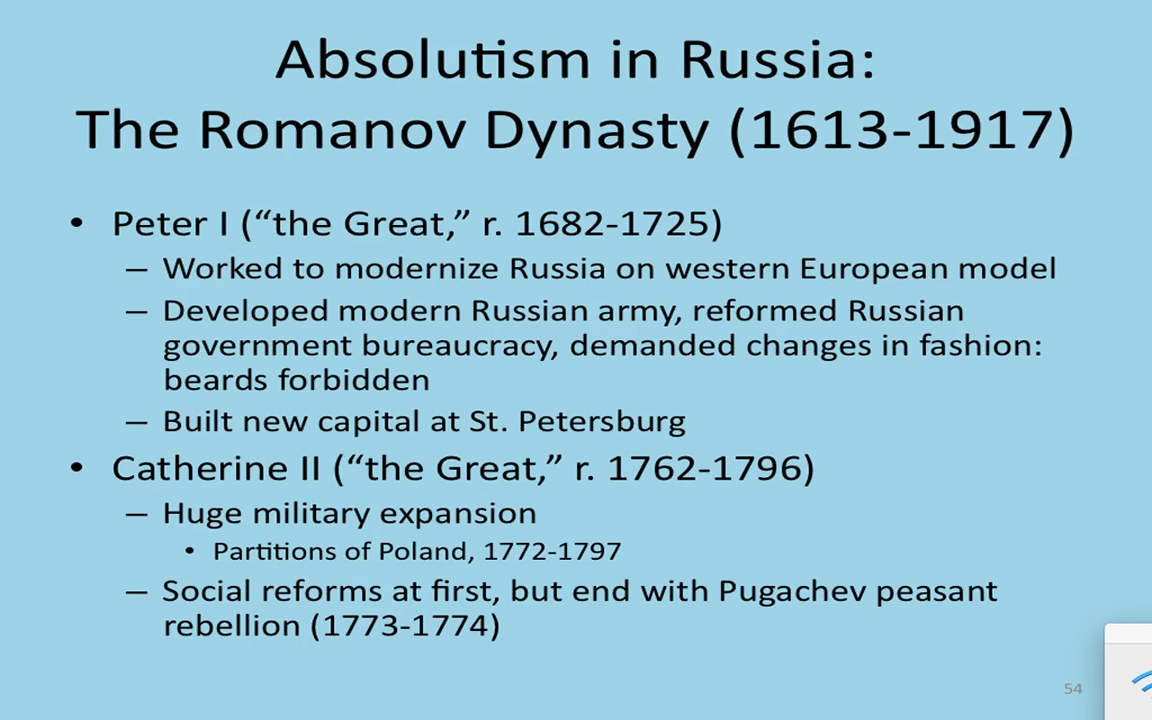 Absolutism in Russia:
The Romanov Dynasty (1613-1917)
• Peter I (“the Great,” r. 1682-1725)
– Worked to modernize Russia on western European model
– Developed modern Russian army, reformed Russian
government bureaucracy, demanded changes in fashion:
beards forbidden
– Built new capital at St. Petersburg
• Catherine II (“the Great,” r. 1762-1796)
– Huge military expansion
• Partitions of Poland, 1772-1797
– Social reforms at first, but end with Pugachev peasant
rebellion (1773-1774)
54